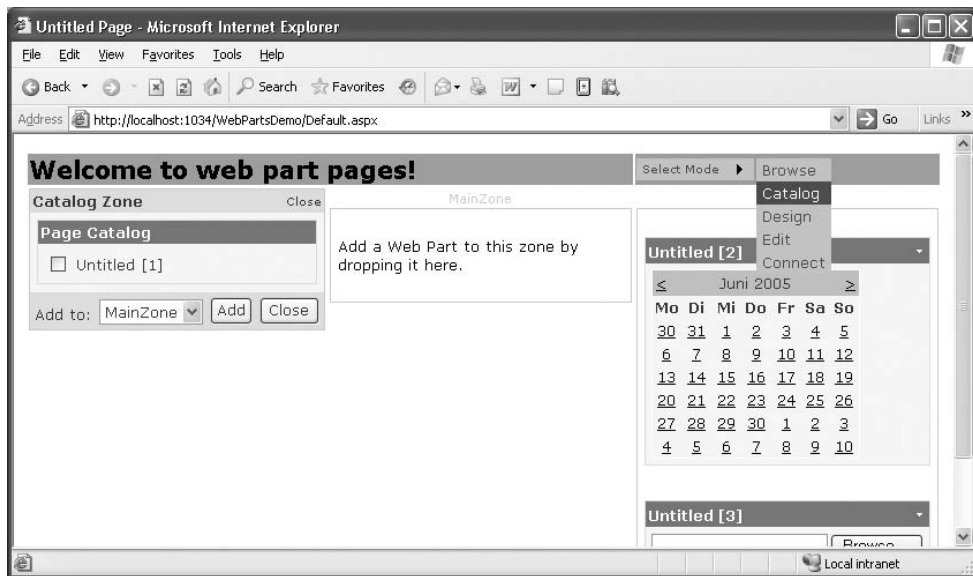 Untitled Page - Microsoft Internet Explorer
File Edit View Favorites Tools Help
Back Search Favorites
Address http://localhost:1034/WebPartsDemo/Default.aspx Go Links »
Welcome to web part pages!
Select Mode
Browse
Catalog
Design
Edit
Connect
Catalog Zone Close
Page Catalog
Untitled [1]
Add to: MainZone Add Close
MainZone
Add a Web Part to this zone by
dropping it here.
Untitled [2]
< Juni 2005 >
Mo Di Mi Do Fr Sa So
30 31 1 2 3 4 5
6 7 8 9 10 11 12
13 14 15 16 17 18 19
20 21 22 23 24 25 26
27 28 29 30 1 2 3
4 5 6 7 8 9 10
Untitled [3]
Browse...
Local intranet